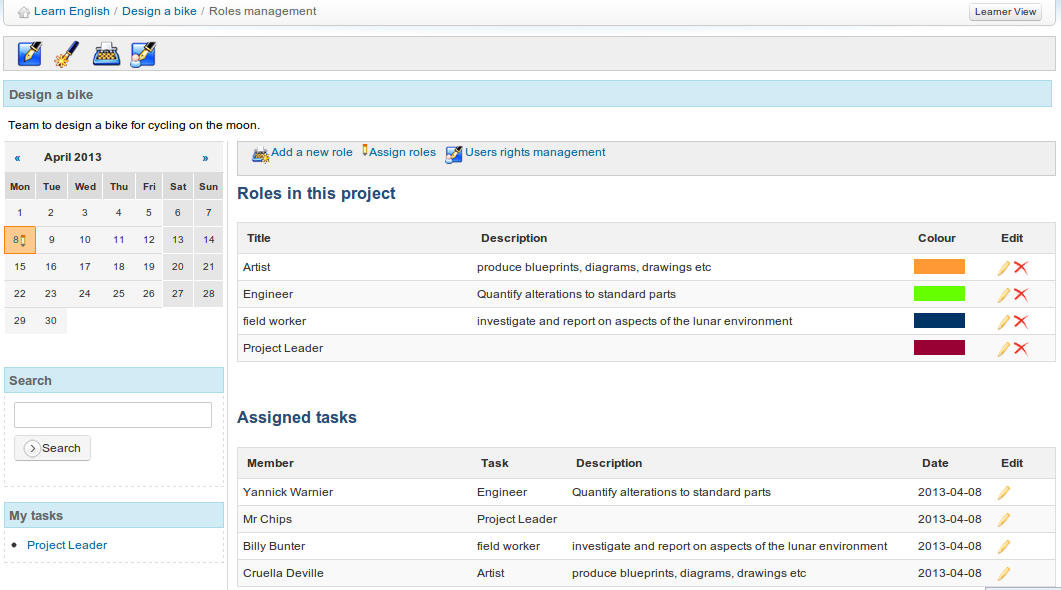 Learn English / Design a bike / Roles management
Learner View
Design a bike
Team to design a bike for cycling on the moon.
« April 2013 »
Mon Tue Wed Thu Fri Sat Sun
1 2 3 4 5 6 7
8 9 10 11 12 13 14
15 16 17 18 19 20 21
22 23 24 25 26 27 28
29 30
Search
Search
My tasks
Project Leader
Add a new role Assign roles Users rights management
Roles in this project
Title Description Colour Edit
Artist produce blueprints, diagrams, drawings etc
Engineer Quantify alterations to standard parts
field worker investigate and report on aspects of the lunar environment
Project Leader
Assigned tasks
Member Task Description Date Edit
Yannick Warnier Engineer Quantify alterations to standard parts 2013-04-08
Mr Chips Project Leader 2013-04-08
Billy Bunter field worker investigate and report on aspects of the lunar environment 2013-04-08
Cruella Deville Artist produce blueprints, diagrams, drawings etc 2013-04-08